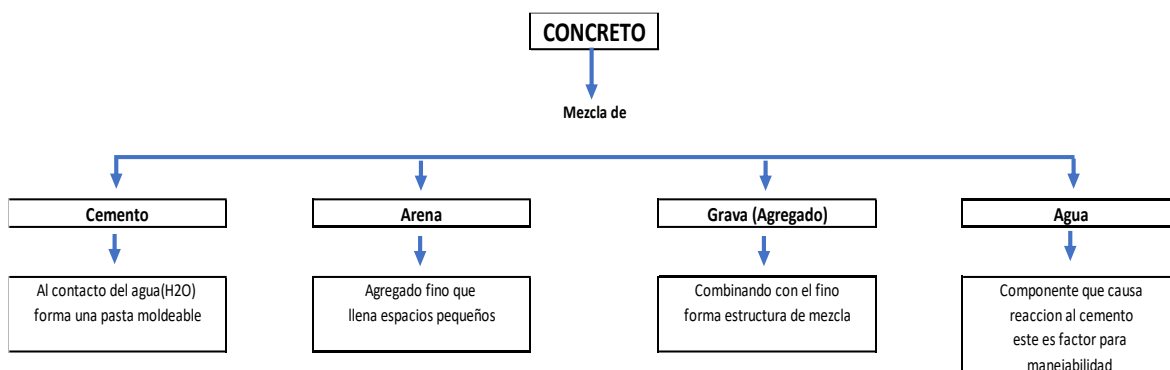 CONCRETO
Mezcla de
Cemento
Arena
Grava (Agregado)
Agua
Al contacto del agua(H2O)
forma una pasta moldeable
Agregado fino que
llena espacios pequeños
Combinando con el fino
forma estructura de mezcla
Componente que causa
reaccion al cemento
este es factor para
manejabilidad